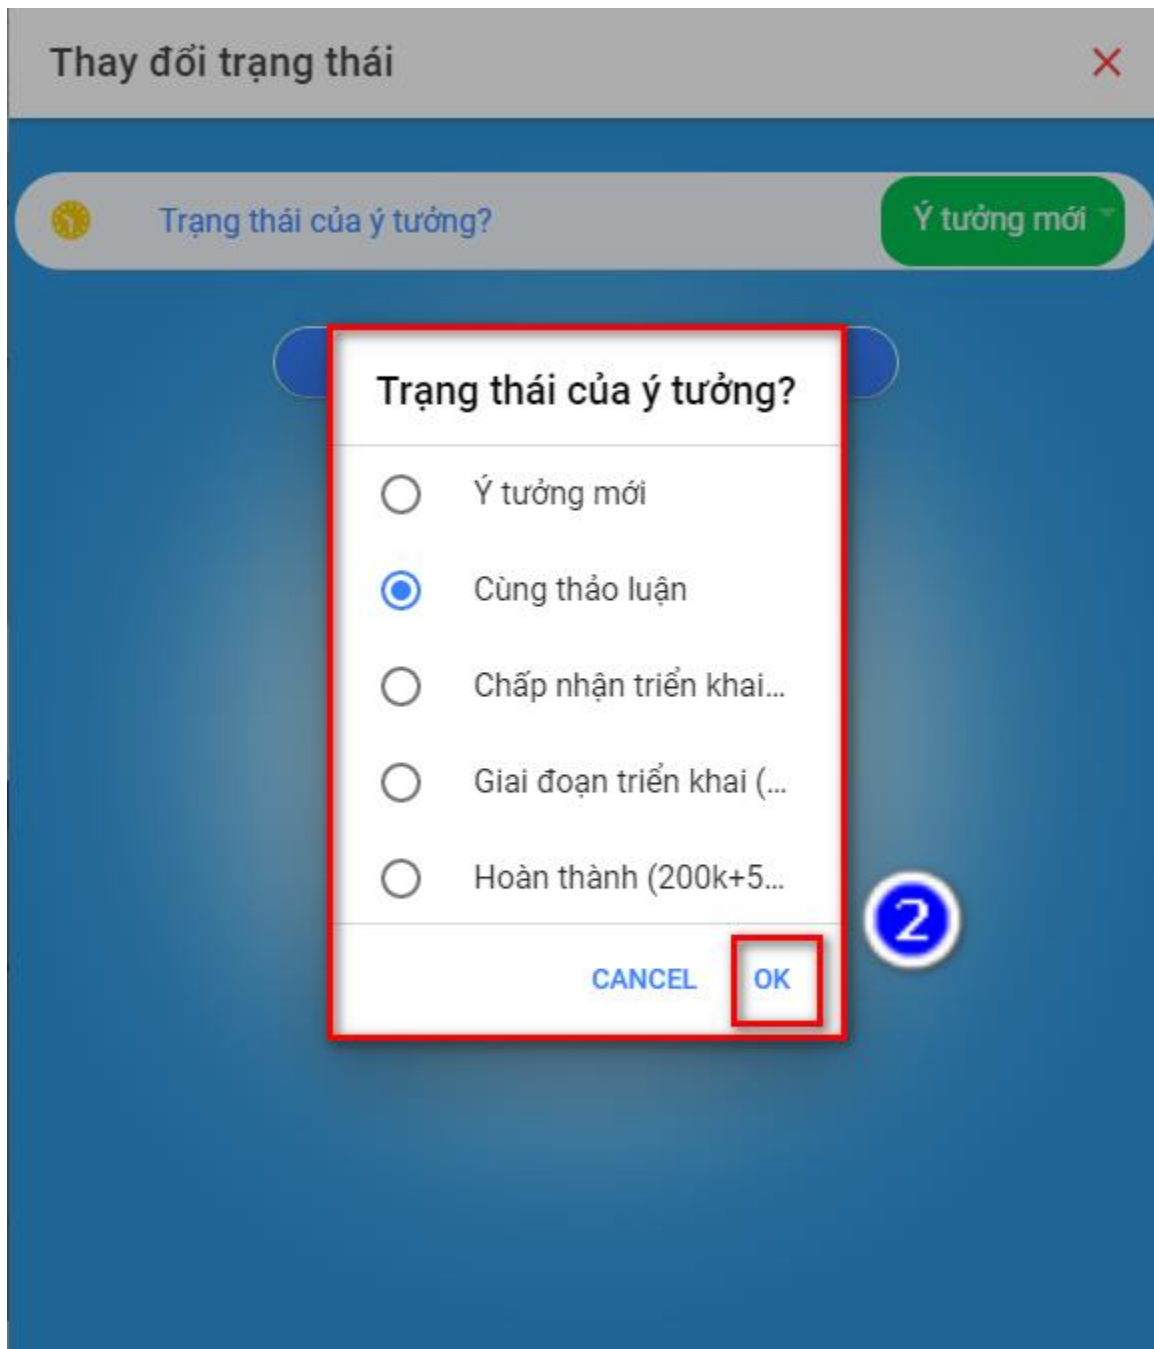 Thay đổi trạng thái
Trạng thái của ý tưởng?
Ý tưởng mới
Trạng thái của ý tưởng?
Ý tưởng mới
Cùng thảo luận
Chấp nhận triển khai...
Giai đoạn triển khai (...
Hoàn thành (200k+5...
2
CANCEL OK